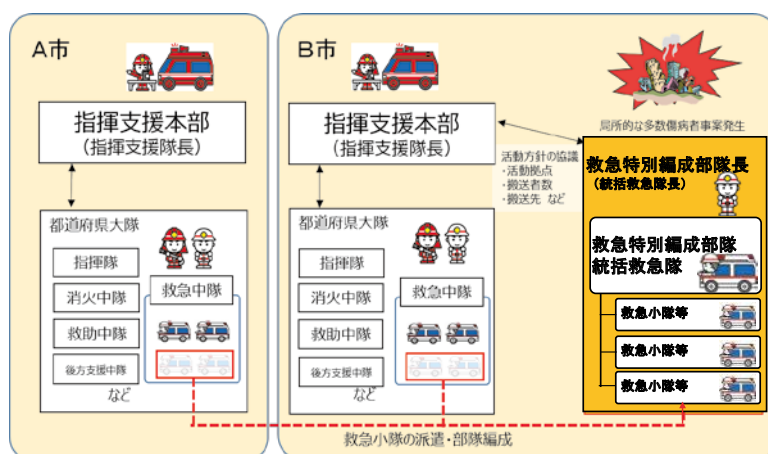 A市
指揮支援本部
(指揮支援隊長)
都道府県大隊
指揮隊
消火中隊
救助中隊
後方支援中隊
など
救急中隊
B市
指揮支援本部
(指揮支援隊長)
都道府県大隊
指揮隊
消火中隊
救助中隊
後方支援中隊
など
救急中隊
活動方針の協議
・活動拠点
・搬送者数
・搬送先 など
局所的な多数傷病者事案発生
救急特別編成部隊長
(統括救急隊長)
救急特別編成部隊
統括救急隊
救急小隊等
救急小隊等
救急小隊等
救急小隊の派遣・部隊編成